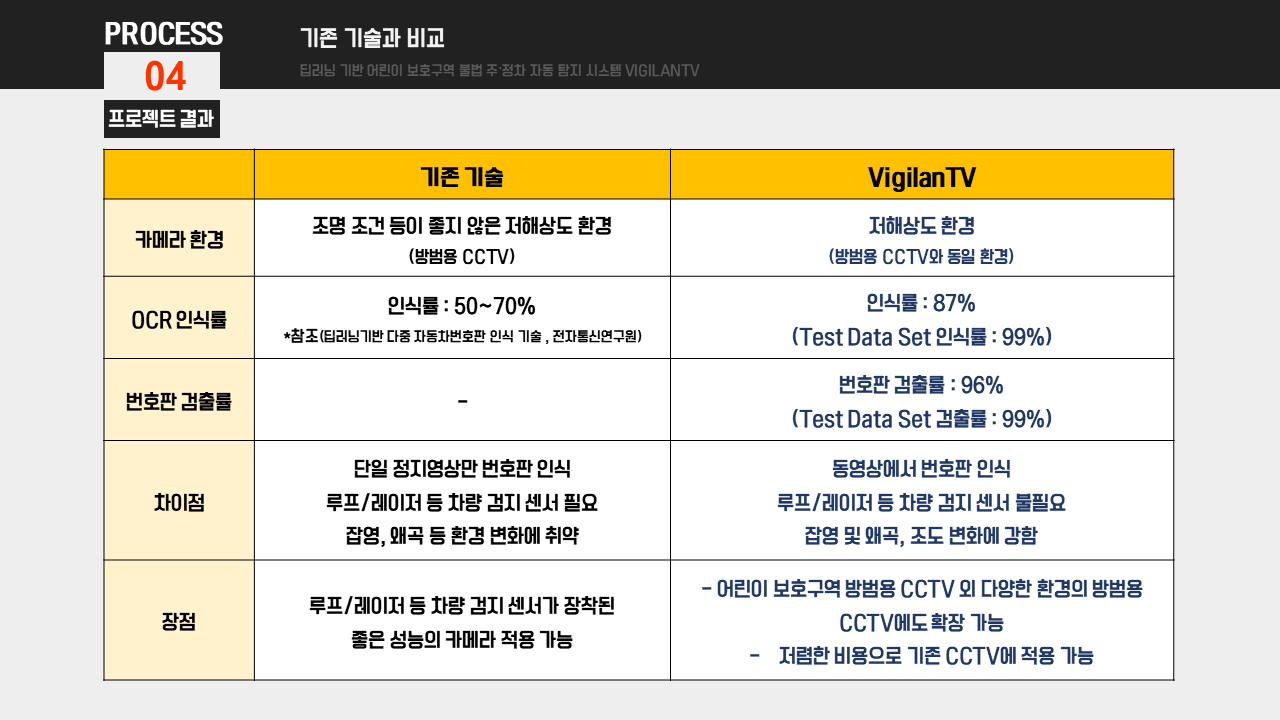 PROCESS
04
프로젝트 결과
기존 기술과 비교
딥러닝 기반 어린이 보호구역 불법 주·정차 자동 탐지 시스템 VIGILANTV
기존 기술
VigilanTV
카메라 환경
조명 조건 등이 좋지 않은 저해상도 환경
(방범용 CCTV)
저해상도 환경
(방범용 CCTV와 동일 환경)
OCR 인식률
인식률 : 50~70%
*참조(딥러닝기반 다중 자동차번호판 인식 기술 , 전자통신연구원)
인식률 : 87%
(Test Data Set 인식률 : 99%)
번호판 검출률
-
번호판 검출률 : 96%
(Test Data Set 검출률 : 99%)
차이점
단일 정지영상만 번호판 인식
루프/레이저 등 차량 검지 센서 필요
잡영, 왜곡 등 환경 변화에 취약
동영상에서 번호판 인식
루프/레이저 등 차량 검지 센서 불필요
잡영 및 왜곡, 조도 변화에 강함
장점
루프/레이저 등 차량 검지 센서가 장착된
좋은 성능의 카메라 적용 가능
- 어린이 보호구역 방범용 CCTV 외 다양한 환경의 방범용
CCTV에도 확장 가능
- 저렴한 비용으로 기존 CCTV에 적용 가능